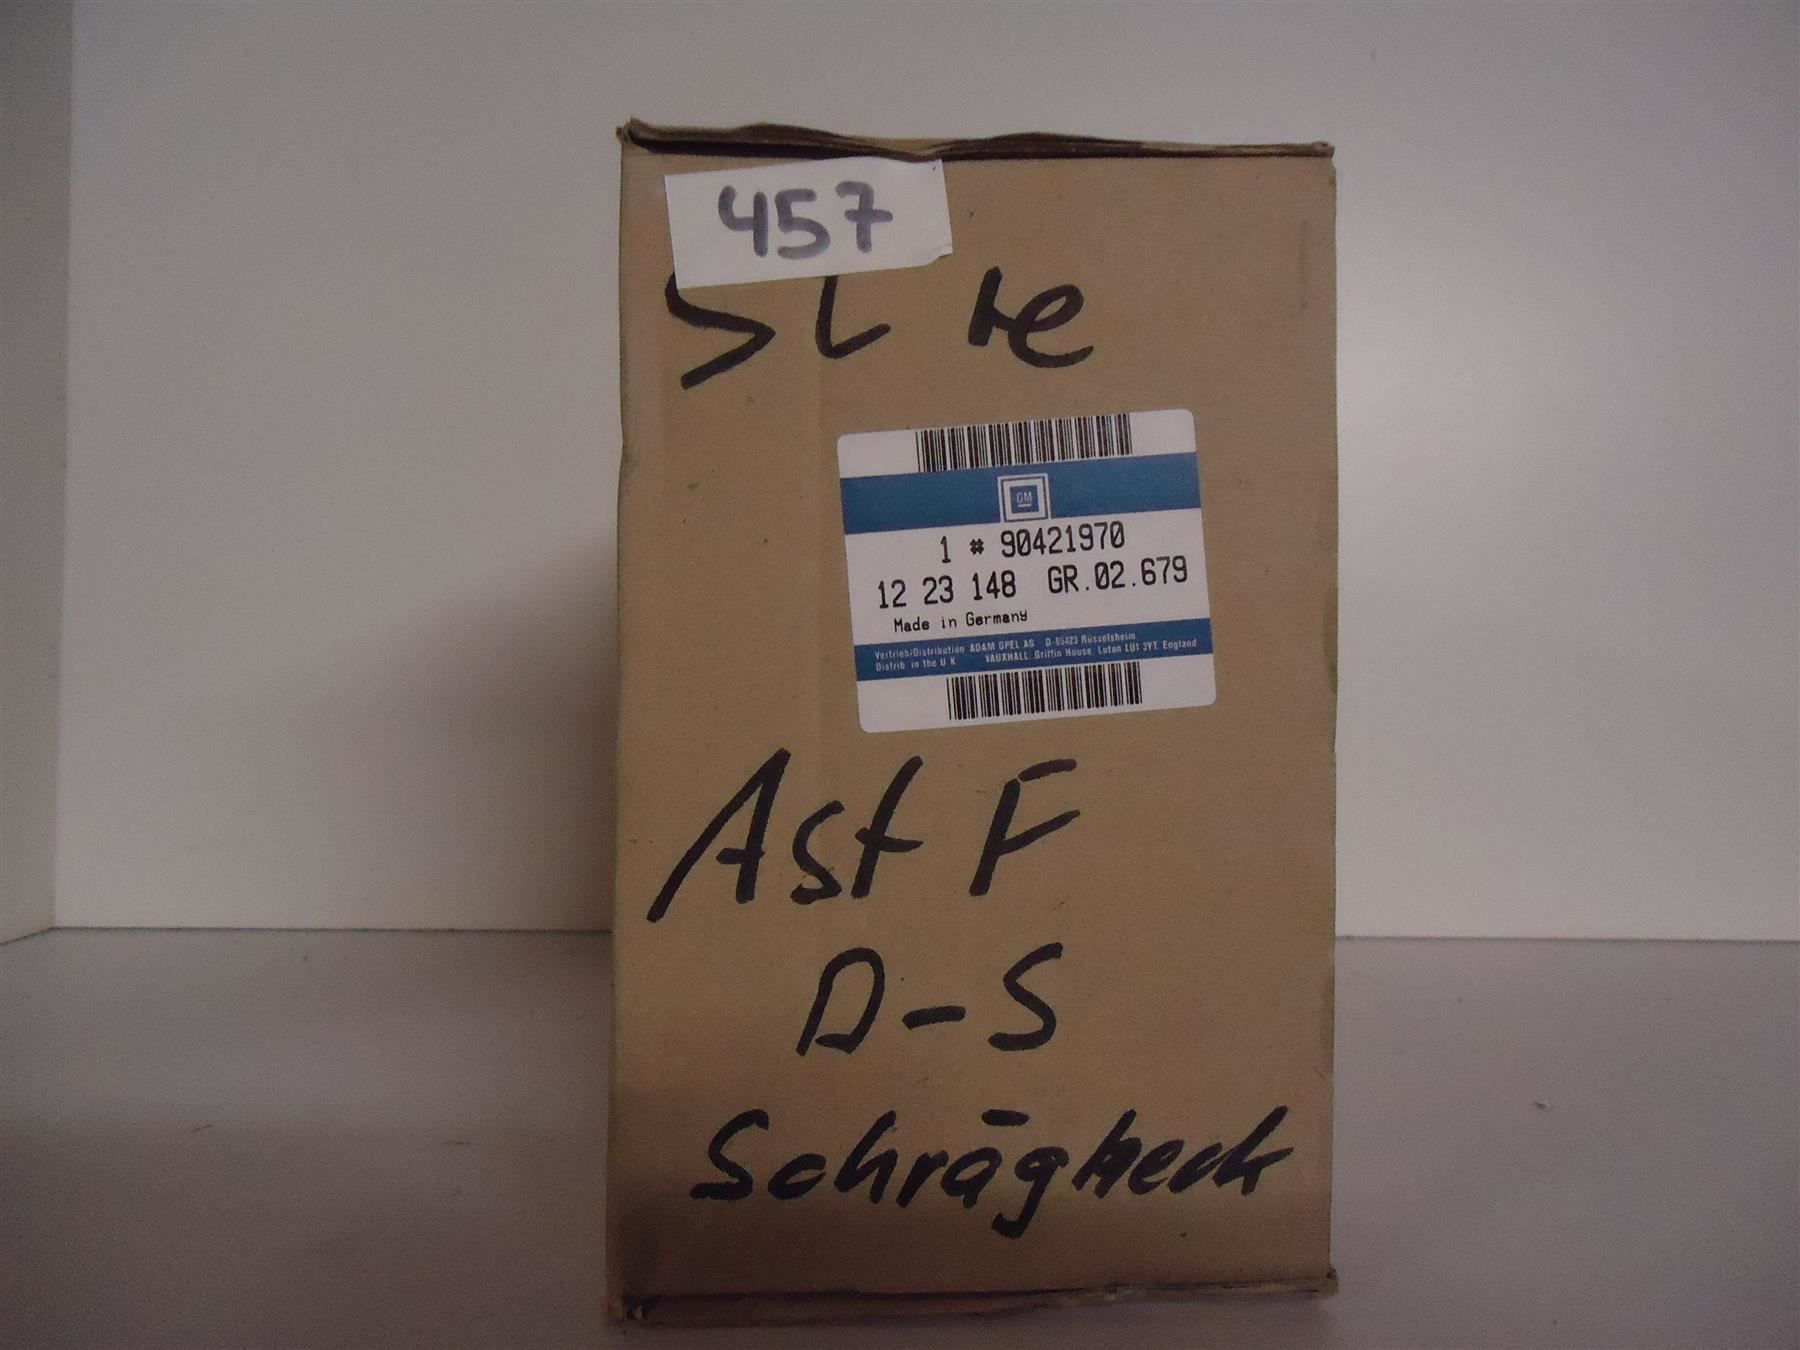 457
SL re
GM
1 # 90421970
12 23 148 GR.02.679
Made in Germany
Vertrieb/Distribution ADAM OPEL AG D-65423 Rüsselsheim
Distrib. in the U K VAUXHALL. Griffin House. Luton LU1 3YT. England
Ast F
D-S
Schrägheck